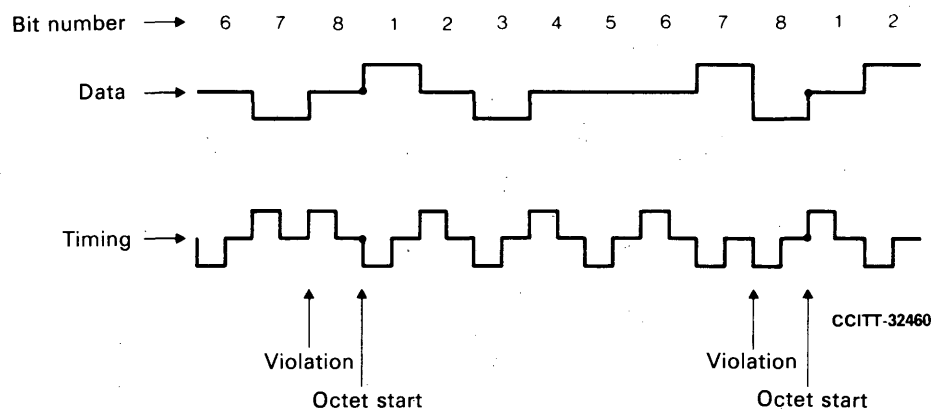 Bit number 6 7 8 1 2 3 4 5 6 7 8 1 2
Data
Timing
CCITT-32460
Violation Violation
Octet start Octet start